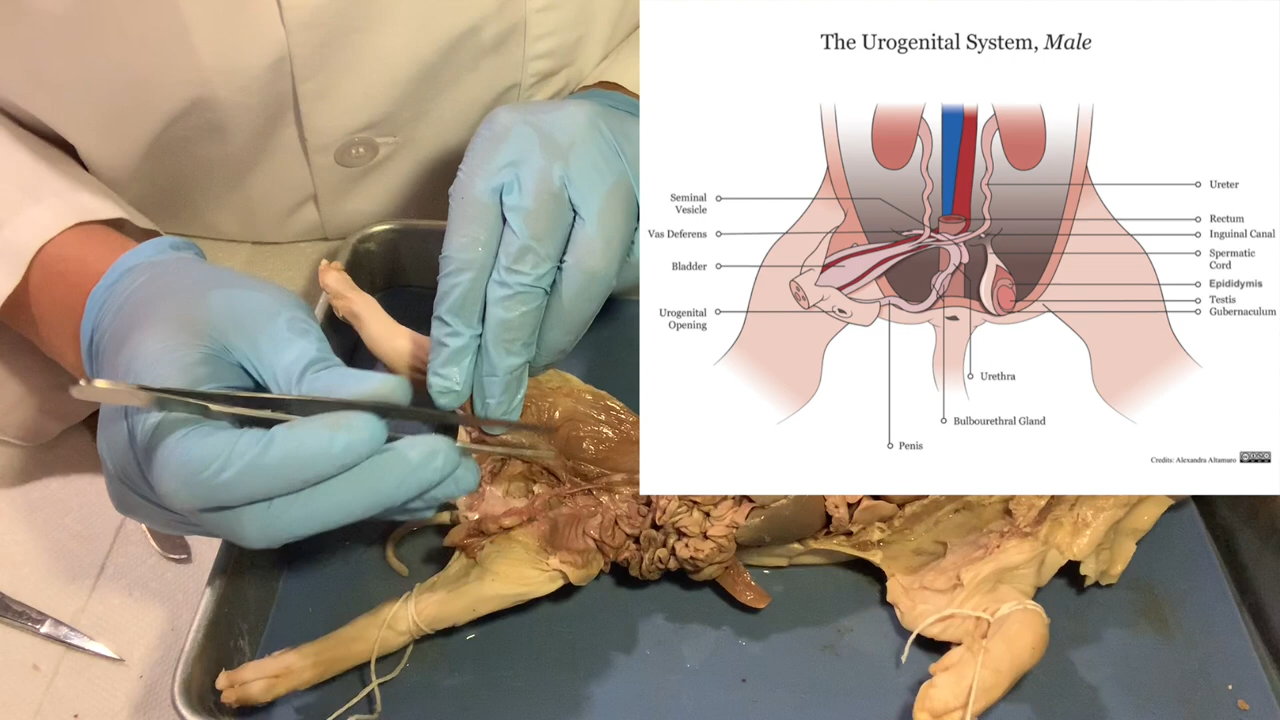 The Urogenital System, Male
Seminal
Vesicle
Vas Deferens
Bladder
Urogenital
Opening
Ureter
Rectum
Inguinal Canal
Spermatic
Cord
Epididymis
Testis
Gubernaculum
Urethra
Bulbourethral Gland
Penis
Credits: Alexandra Altamuro